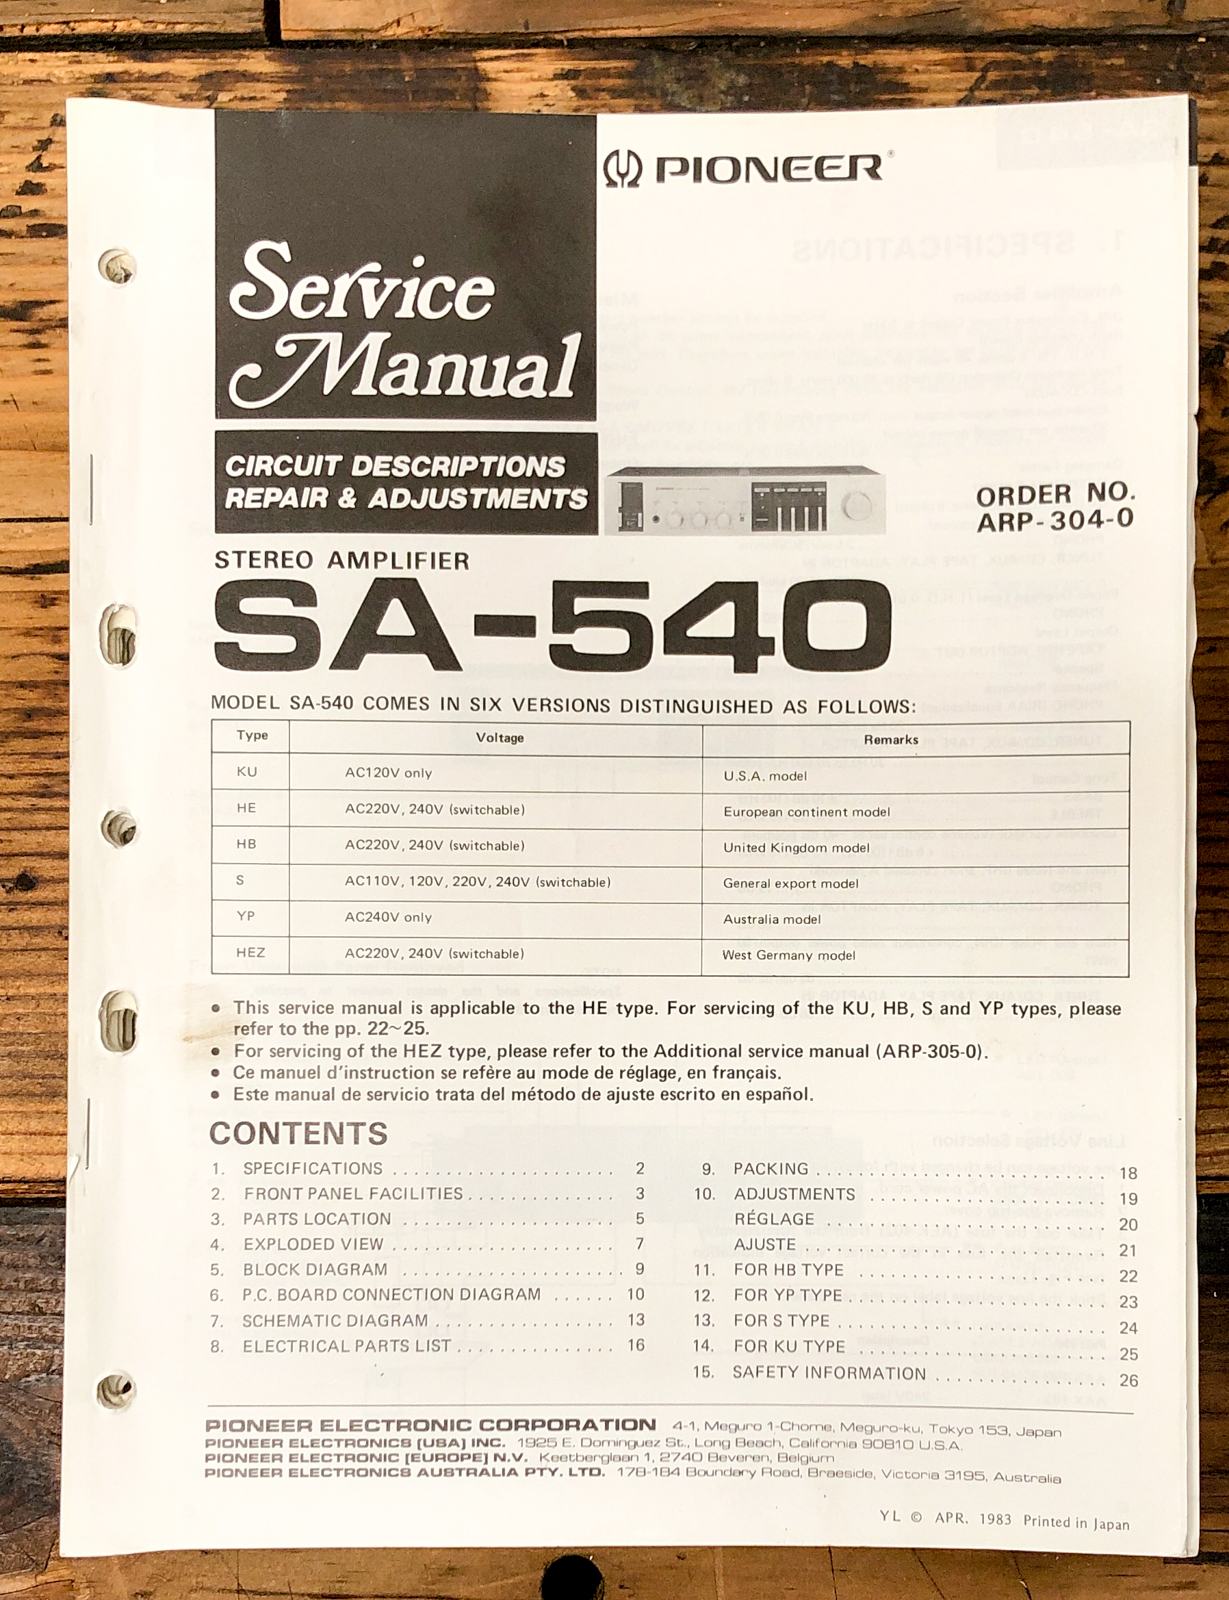 PIONEER®
Service
Manual
CIRCUIT DESCRIPTIONS
REPAIR & ADJUSTMENTS
ORDER NO.
ARP-304-0
STEREO AMPLIFIER
SA-540
MODEL SA-540 COMES IN SIX VERSIONS DISTINGUISHED AS FOLLOWS:
Type Voltage Remarks
KU AC120V only U.S.A. model
HE AC220V, 240V (switchable) European continent model
HB AC220V, 240V (switchable) United Kingdom model
S AC110V, 120V, 220V, 240V (switchable) General export model
YP AC240V only Australia model
HEZ AC220V, 240V (switchable) West Germany model
• This service manual is applicable to the HE type. For servicing of the KU, HB, S and YP types, please
refer to the pp. 22~25.
• For servicing of the HEZ type, please refer to the Additional service manual (ARP-305-0).
• Ce manuel d'instruction se refère au mode de réglage, en français.
• Este manual de servicio trata del método de ajuste escrito en español.
CONTENTS
1. SPECIFICATIONS ..................... 2
2. FRONT PANEL FACILITIES .............. 3
3. PARTS LOCATION .................... 5
4. EXPLODED VIEW ..................... 7
5. BLOCK DIAGRAM ..................... 9
6. P.C. BOARD CONNECTION DIAGRAM ...... 10
7. SCHEMATIC DIAGRAM ................. 13
8. ELECTRICAL PARTS LIST ............... 16
9. PACKING ........................... 18
10. ADJUSTMENTS ...................... 19
RÉGLAGE .......................... 20
AJUSTE ............................ 21
11. FOR HB TYPE ....................... 22
12. FOR YP TYPE ........................ 23
13. FOR S TYPE ......................... 24
14. FOR KU TYPE ....................... 25
15. SAFETY INFORMATION ................ 26
PIONEER ELECTRONIC CORPORATION 4-1, Meguro 1-Chome, Meguro-ku, Tokyo 153, Japan
PIONEER ELECTRONICS [USA] INC. 1925 E. Dominguez St., Long Beach, California 90810 U.S.A.
PIONEER ELECTRONIC [EUROPE] N.V. Keetberglaan 1, 2740 Beveren, Belgium
PIONEER ELECTRONICS AUSTRALIA PTY. LTD. 178-184 Boundary Road, Braeside, Victoria 3195, Australia
YL © APR. 1983 Printed in Japan